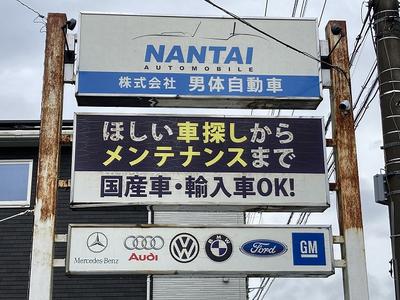 NANTAI
AUTOMOBILE
株式会社 男体自動車
ほしい車探しから
メンテナンスまで
国産車・輸入車OK!
Mercedes-Benz
Audi
BMW
Ford
GM